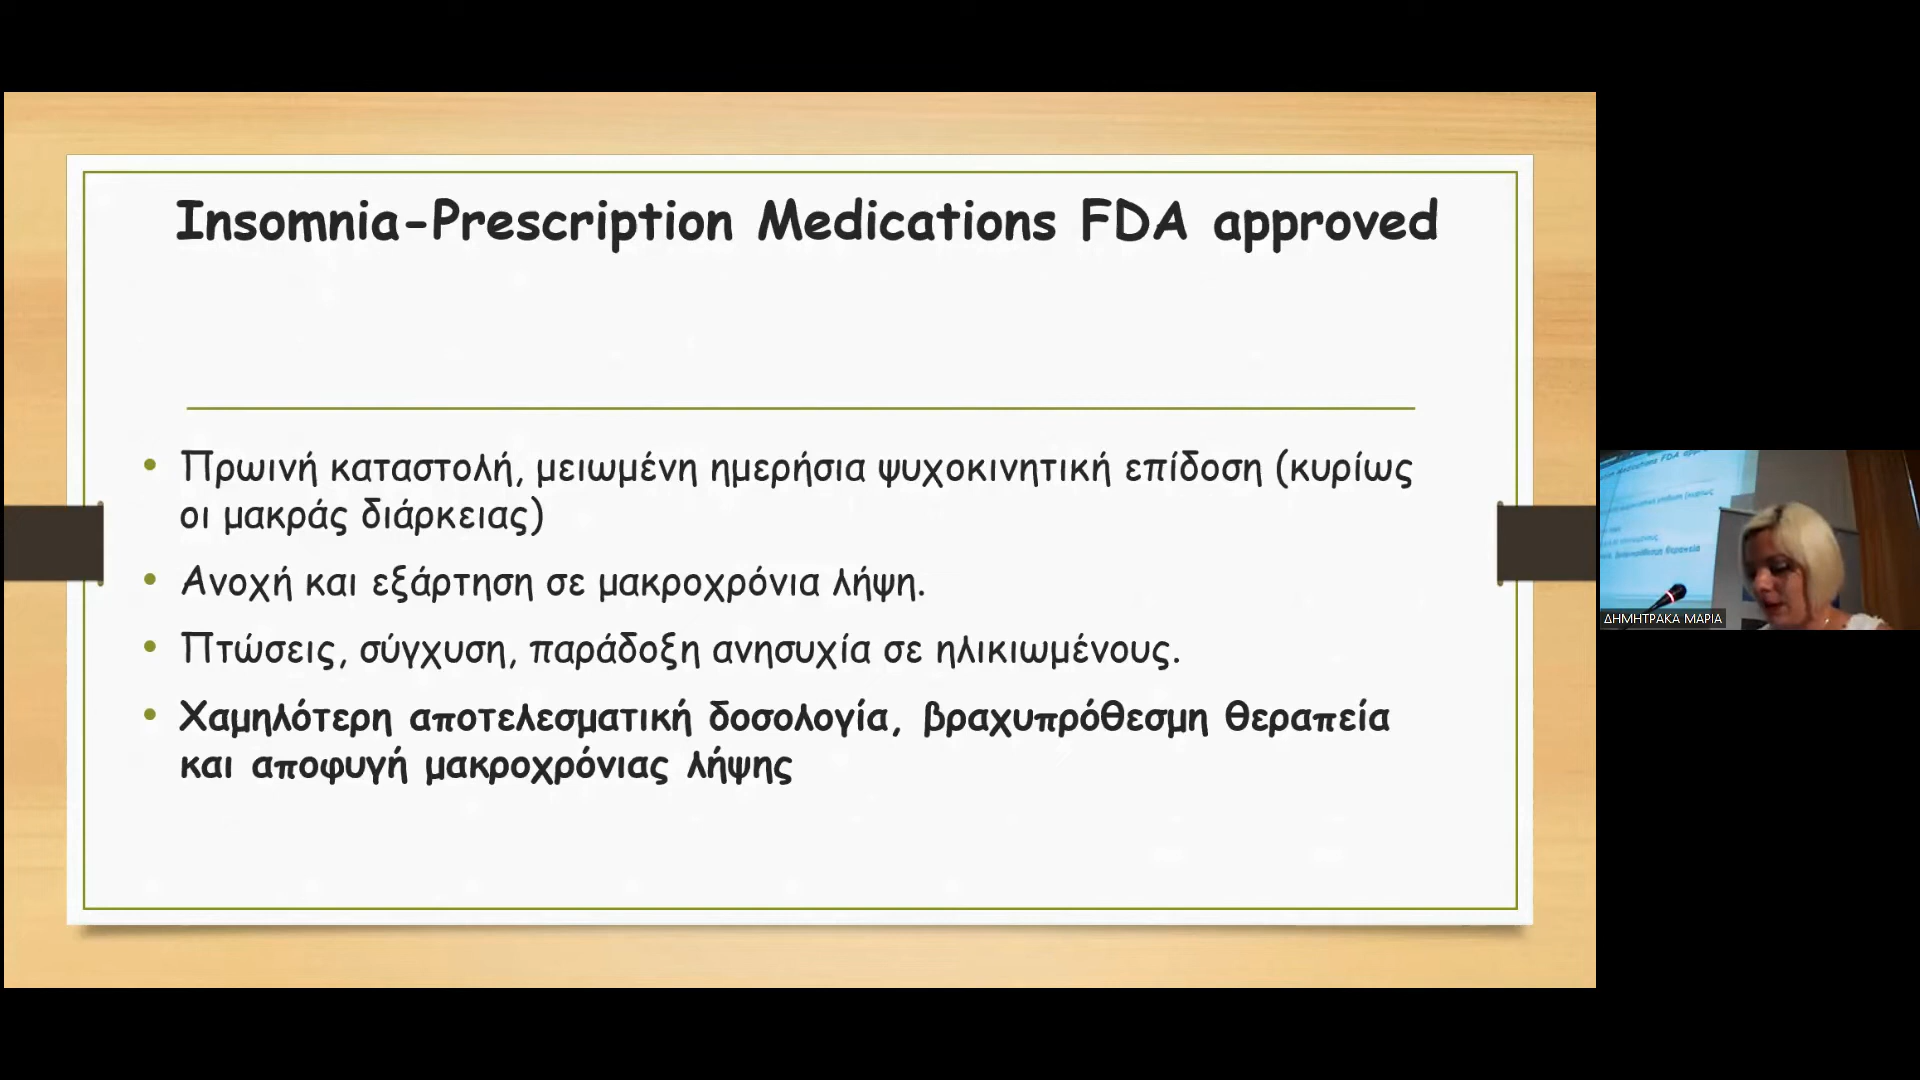 Insomnia-Prescription Medications FDA approved
• Πρωινή καταστολή, μειωμένη ημερήσια ψυχοκινητική επίδοση (κυρίως
οι μακράς διάρκειας)
• Ανοχή και εξάρτηση σε μακροχρόνια λήψη.
• Πτώσεις, σύγχυση, παράδοξη ανησυχία σε ηλικιωμένους.
• Χαμηλότερη αποτελεσματική δοσολογία, βραχυπρόθεσμη θεραπεία
και αποφυγή μακροχρόνιας λήψης
ΔΗΜΗΤΡΑΚΑ ΜΑΡΙΑ